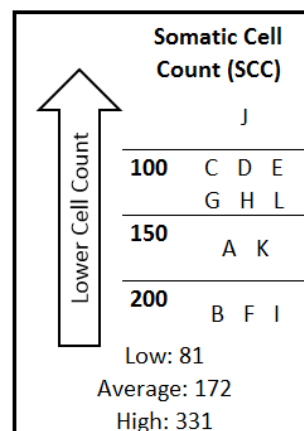 Somatic Cell
Count (SCC)
Lower Cell Count
J
100 C D E
G H L
150
A K
200
B F I
Low: 81
Average: 172
High: 331